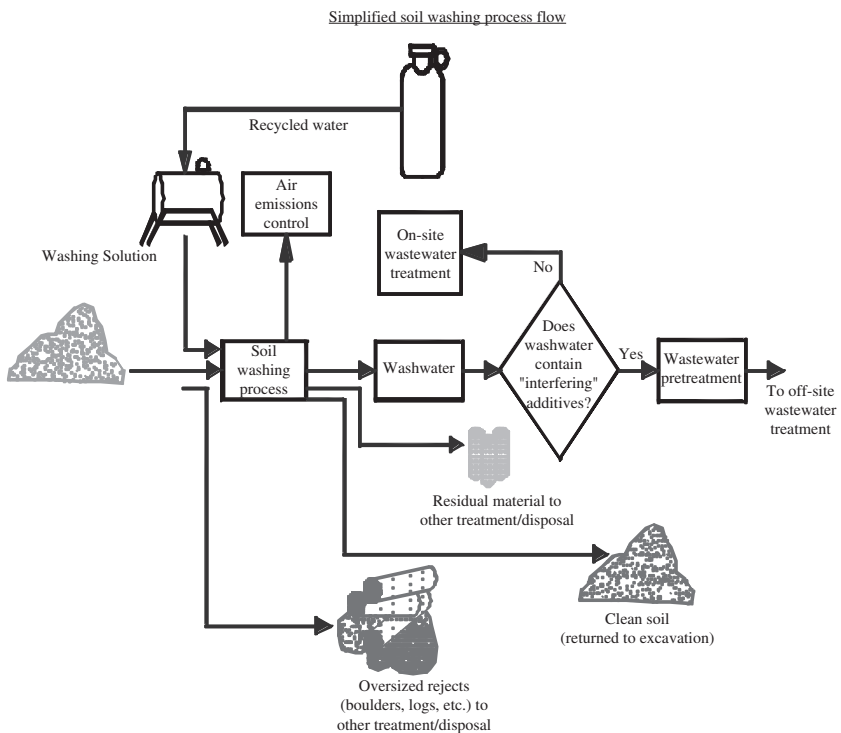 Simplified soil washing process flow
Recycled water
Air
emissions
control
Washing Solution
On-site
wastewater
treatment
No
Soil
washing
process
Washwater
Does
washwater
contain
"interfering"
additives?
Yes
Wastewater
pretreatment
To off-site
wastewater
treatment
Residual material to
other treatment/disposal
Clean soil
(returned to excavation)
Oversized rejects
(boulders, logs, etc.) to
other treatment/disposal